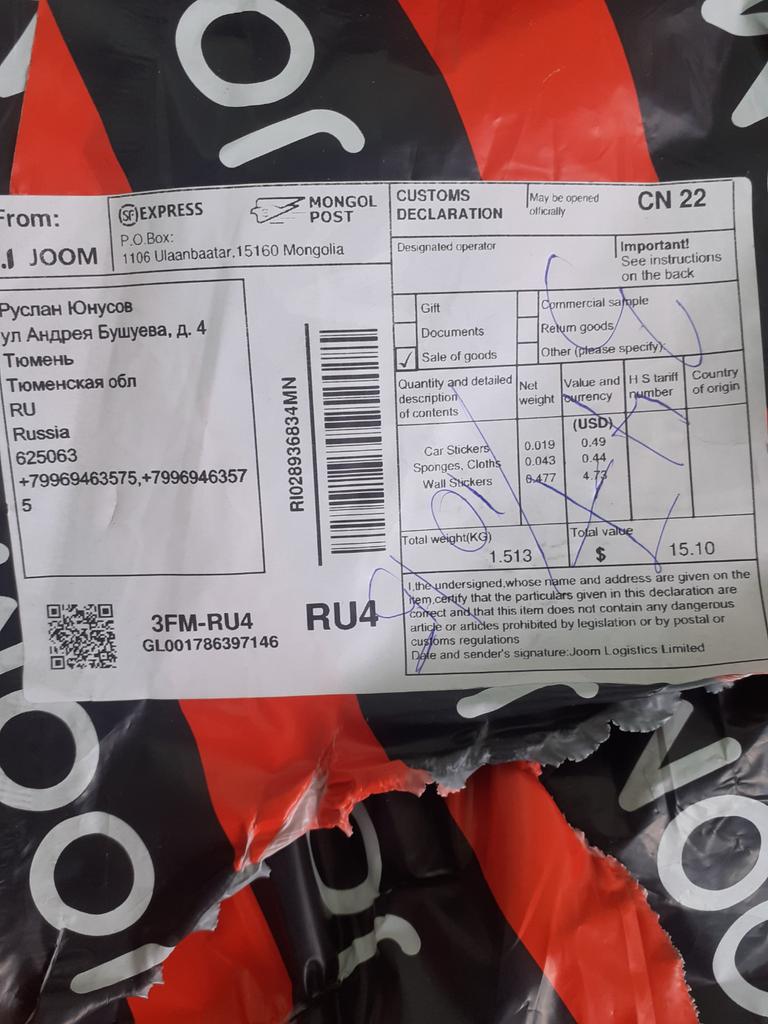 JO
From:
JOOM
SF EXPRESS
MONGOL
POST
P.O.Box:
1106 Ulaanbaatar,15160 Mongolia
CUSTOMS
DECLARATION
May be opened
officially
CN 22
Designated operator
Important!
See instructions
on the back
Gift
Commercial sample
Documents
Return goods
✓ Sale of goods
Other (please specify):
Quantity and detailed
description
of contents
Net
weight
Value and
currency
H S tariff
number
Country
of origin
(USD)
Car Stickers 0.019 0.49
Sponges, Cloths 0.043 0.44
Wall Stickers 0.477 4.73
Total weight(KG)
1.513
Total value
$ 15.10
I,the undersigned,whose name and address are given on the
item,certify that the particulars given in this declaration are
correct and that this item does not contain any dangerous
article or articles prohibited by legislation or by postal or
customs regulations
Date and sender's signature:Joom Logistics Limited
Руслан Юнусов
ул Андрея Бушуева, д. 4
Тюмень
Тюменская обл
RU
Russia
625063
+79969463575,+7996946357
5
RI028936834MN
3FM-RU4
GL001786397146
RU4